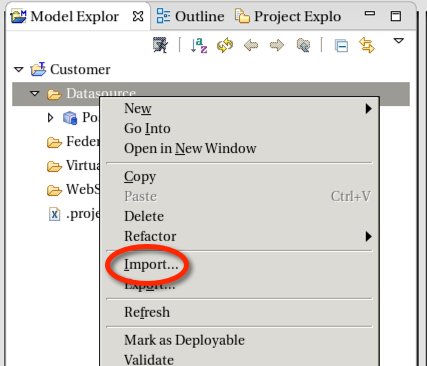 Model Explor Outline Project Explo
Customer
Datasource
New
Po
Go Into
Feder
Open in New Window
Virtua
Copy
WebS
Paste Ctrl+V
.proje
Delete
Refactor
Import...
Export...
Refresh
Mark as Deployable
Validate